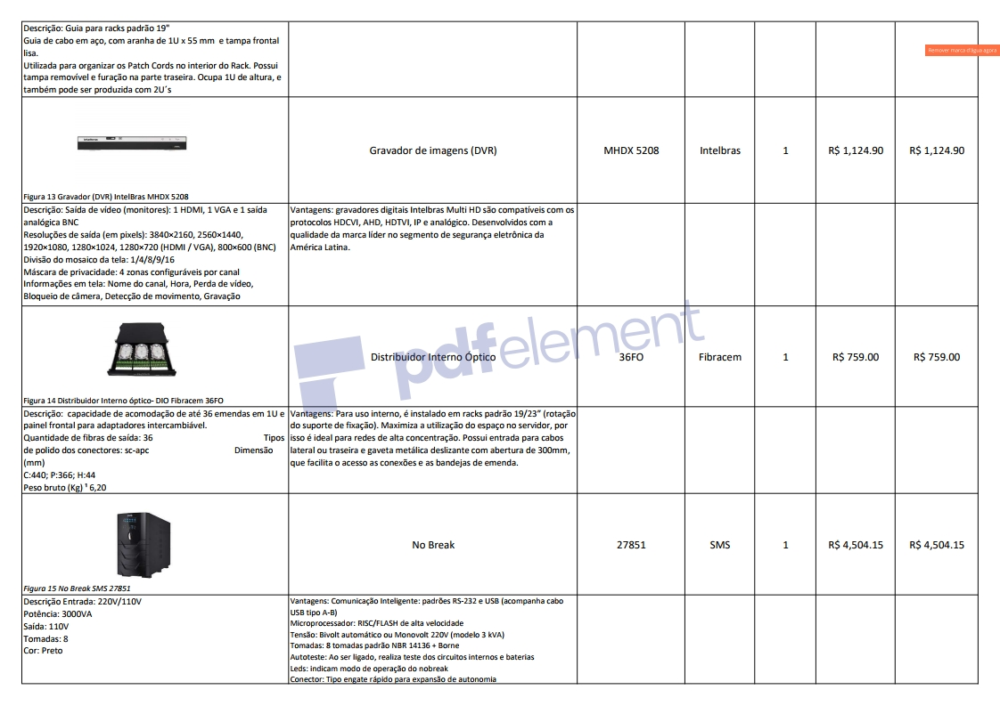 Descrição: Guia para racks padrão 19"
Guia de cabo em aço, com aranha de 1U x 55 mm e tampa frontal
lisa.
Utilizada para organizar os Patch Cords no interior do Rack. Possui
tampa removível e furação na parte traseira. Ocupa 1U de altura, e
também pode ser produzida com 2U´s
Remover marca d'água agora
Gravador de imagens (DVR)
MHDX 5208
Intelbras
1
R$ 1,124.90
R$ 1,124.90
Figura 13 Gravador (DVR) IntelBras MHDX 5208
Descrição: Saída de vídeo (monitores): 1 HDMI, 1 VGA e 1 saída
analógica BNC
Resoluções de saída (em pixels): 3840×2160, 2560×1440,
1920×1080, 1280×1024, 1280×720 (HDMI / VGA), 800×600 (BNC)
Divisão do mosaico da tela: 1/4/8/9/16
Máscara de privacidade: 4 zonas configuráveis por canal
Informações em tela: Nome do canal, Hora, Perda de vídeo,
Bloqueio de câmera, Detecção de movimento, Gravação
Vantagens: gravadores digitais Intelbras Multi HD são compatíveis com os
protocolos HDCVI, AHD, HDTVI, IP e analógico. Desenvolvidos com a
qualidade da marca líder no segmento de segurança eletrônica da
América Latina.
pdfelement
Distribuidor Interno Óptico
36FO
Fibracem
1
R$ 759.00
R$ 759.00
Figura 14 Distribuidor Interno óptico- DIO Fibracem 36FO
Descrição: capacidade de acomodação de até 36 emendas em 1U e
painel frontal para adaptadores intercambiável.
Quantidade de fibras de saída: 36 Tipos
de polido dos conectores: sc-apc Dimensão
(mm)
C:440; P:366; H:44
Peso bruto (Kg) ¹ 6,20
Vantagens: Para uso interno, é instalado em racks padrão 19/23” (rotação
do suporte de fixação). Maximiza a utilização do espaço no servidor, por
isso é ideal para redes de alta concentração. Possui entrada para cabos
lateral ou traseira e gaveta metálica deslizante com abertura de 300mm,
que facilita o acesso as conexões e as bandejas de emenda.
No Break
27851
SMS
1
R$ 4,504.15
R$ 4,504.15
Figura 15 No Break SMS 27851
Descrição Entrada: 220V/110V
Potência: 3000VA
Saída: 110V
Tomadas: 8
Cor: Preto
Vantagens: Comunicação Inteligente: padrões RS-232 e USB (acompanha cabo
USB tipo A-B)
Microprocessador: RISC/FLASH de alta velocidade
Tensão: Bivolt automático ou Monovolt 220V (modelo 3 kVA)
Tomadas: 8 tomadas padrão NBR 14136 + Borne
Autoteste: Ao ser ligado, realiza teste dos circuitos internos e baterias
Leds: indicam modo de operação do nobreak
Conector: Tipo engate rápido para expansão de autonomia